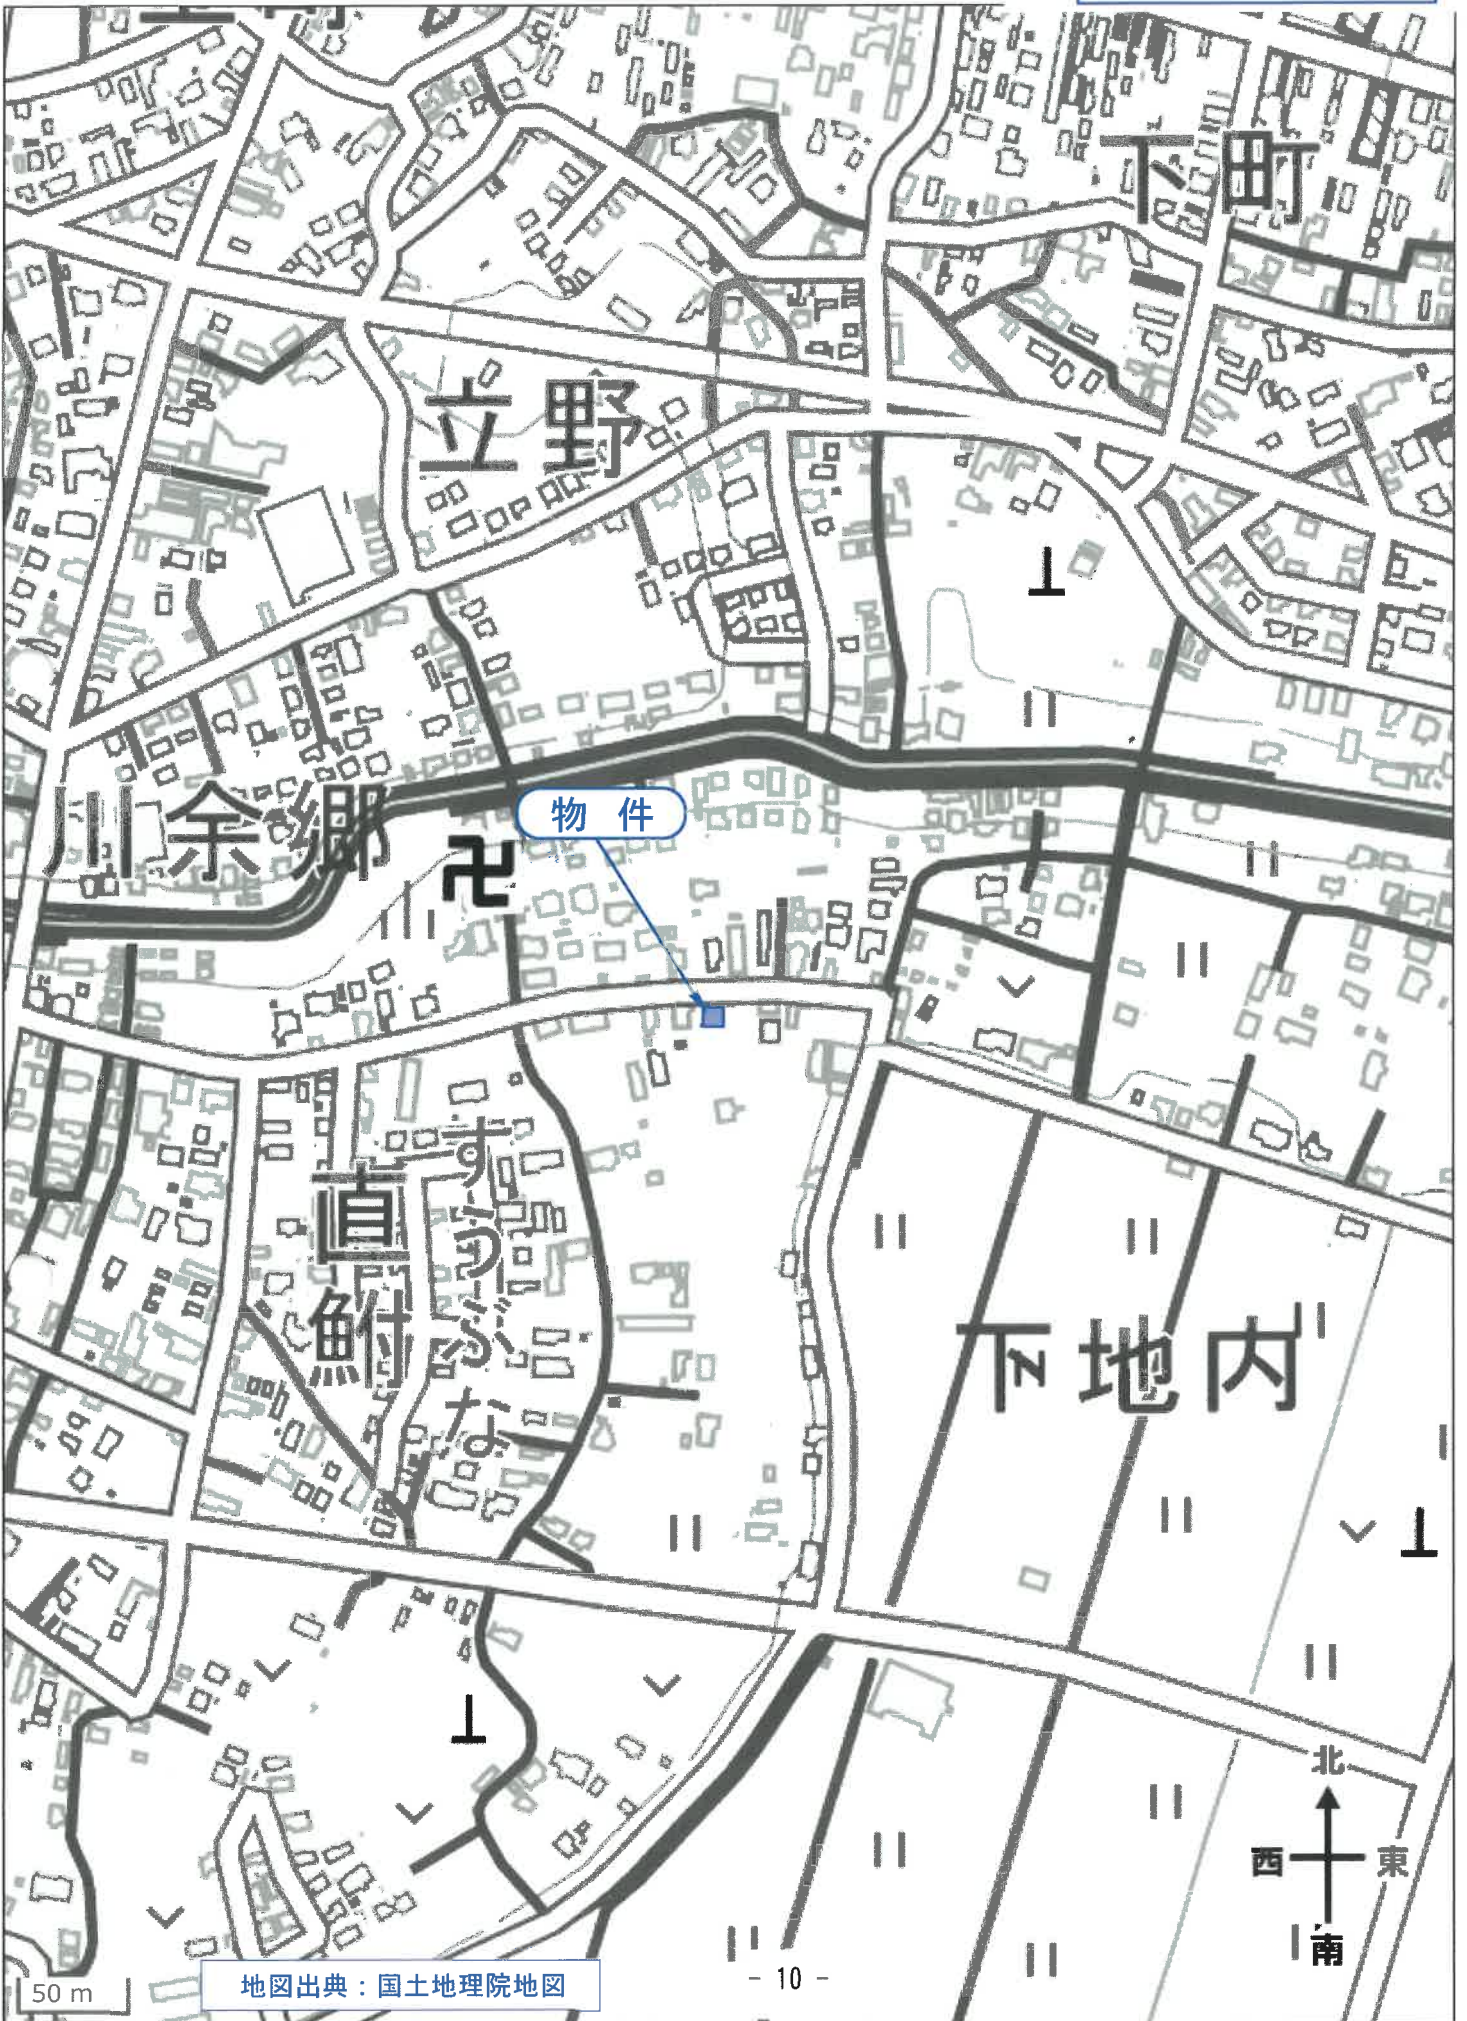 下町
立野
物件
川余郷
すうぶな
直鮒
下地内
北
西 東
南
50 m
地図出典：国土地理院地図
- 10 -